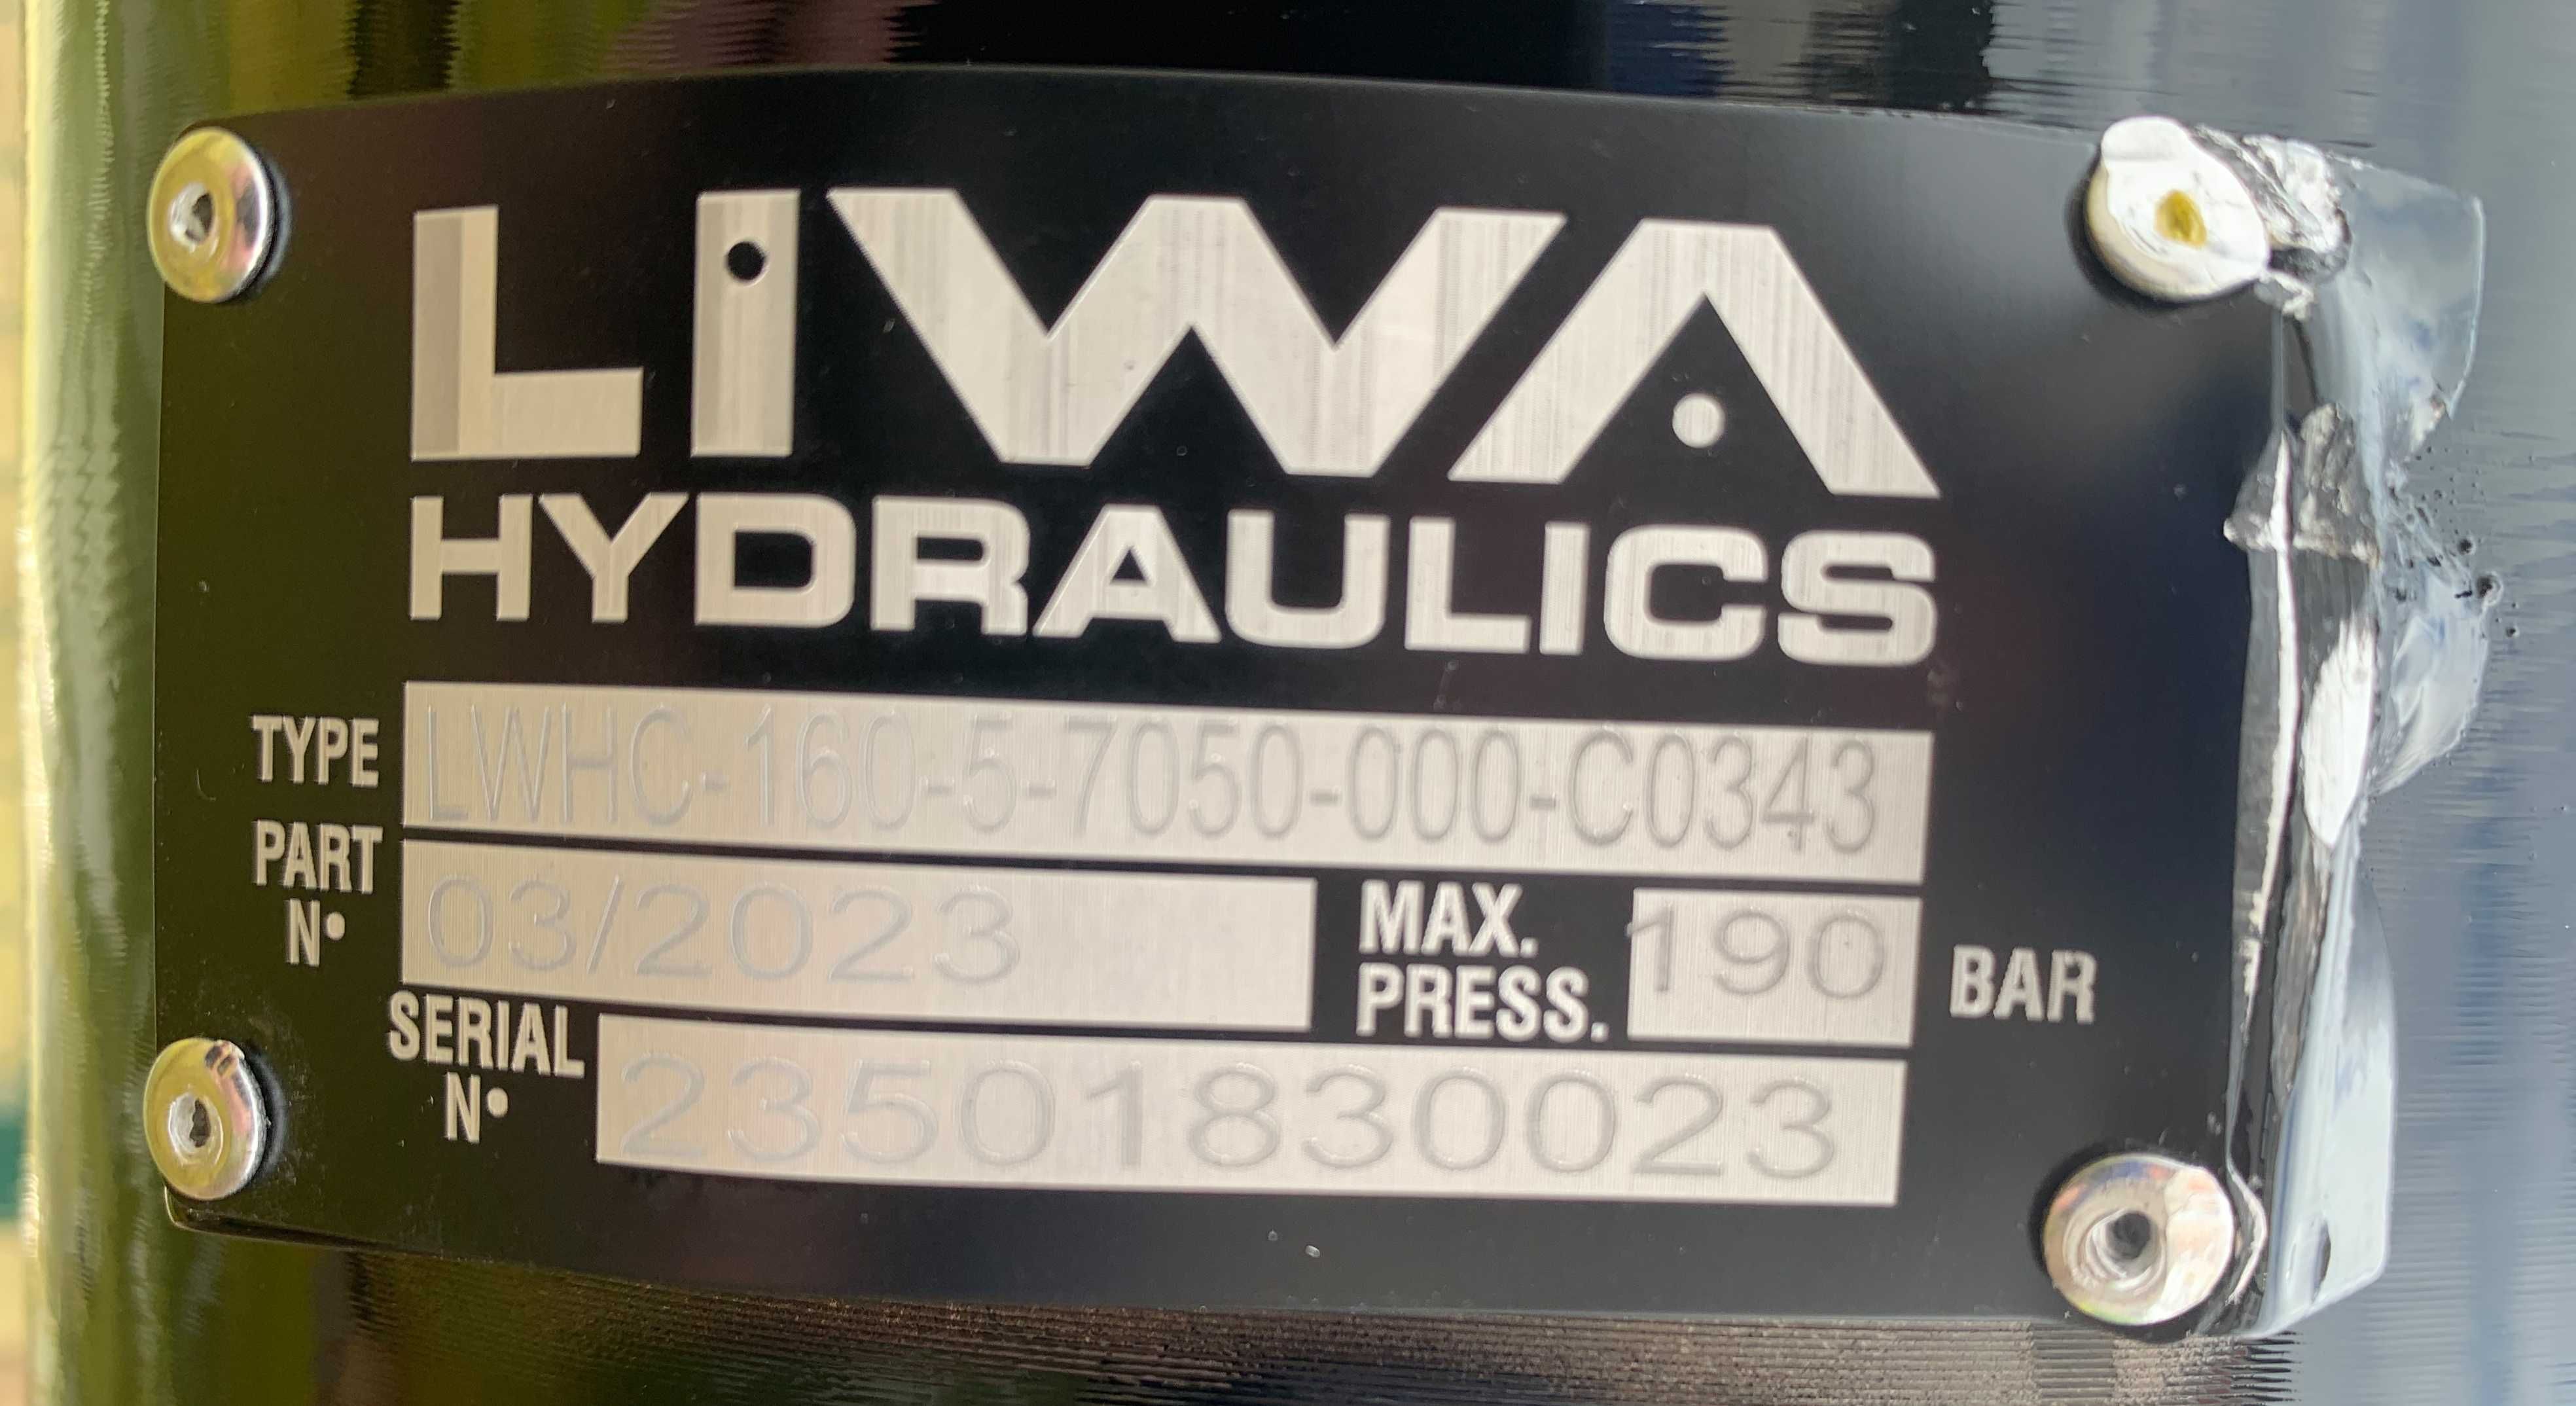 LIWA
HYDRAULICS
TYPE LWHC-160-5-7050-000-C0343
PART N• 03/2023 MAX. PRESS. 190 BAR
SERIAL N• 23501830023